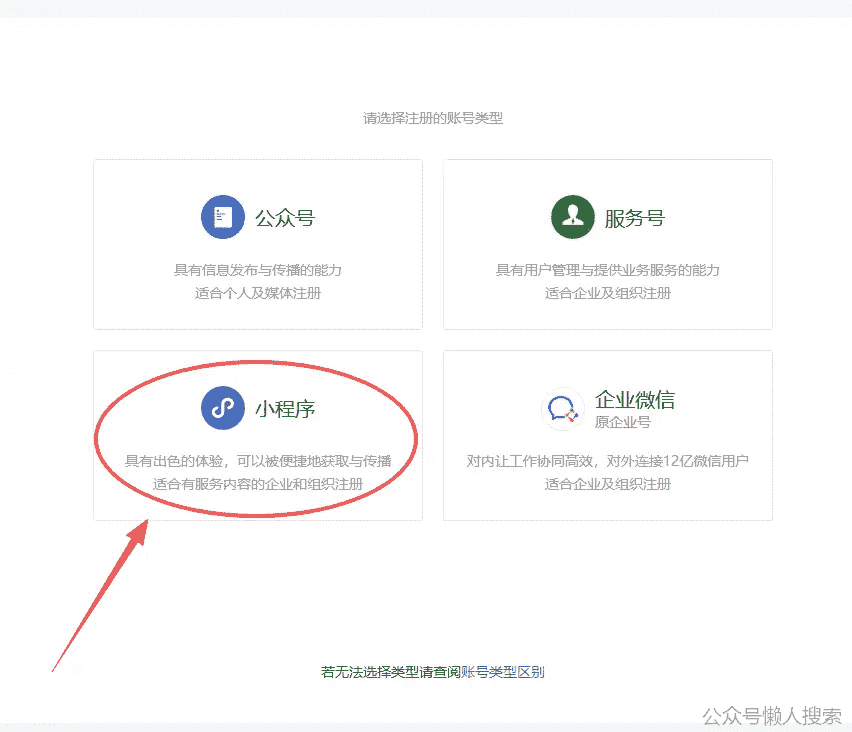 请选择注册的账号类型
公众号
具有信息发布与传播的能力
适合个人及媒体注册
服务号
具有用户管理与提供业务服务的能力
适合企业及组织注册
小程序
具有出色的体验，可以被便捷地获取与传播
适合有服务内容的企业和组织注册
企业微信
原企业号
对内让工作协同高效，对外连接12亿微信用户
适合企业及组织注册
若无法选择类型请查阅账号类型区别
公众号懒人搜索